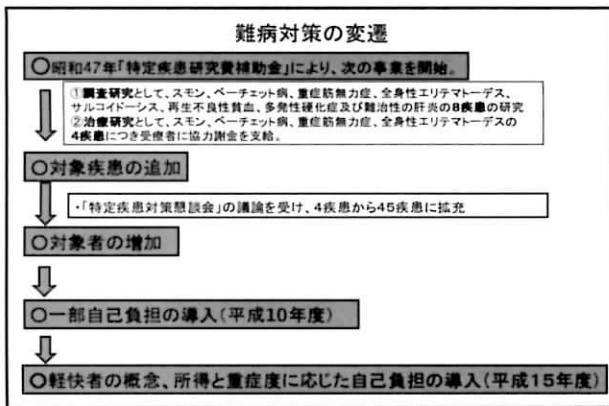 難病対策の変遷
○昭和47年「特定疾患研究費補助金」により、次の事業を開始。
①調査研究として、スモン、ベーチェット病、重症筋無力症、全身性エリテマトーデス、
サルコイドーシス、再生不良性貧血、多発性硬化症及び難治性の肝炎の8疾患の研究
②治療研究として、スモン、ベーチェット病、重症筋無力症、全身性エリテマトーデスの
4疾患につき受療者に協力謝金を支給。
○対象疾患の追加
・「特定疾患対策懇談会」の議論を受け、4疾患から45疾患に拡充
○対象者の増加
○一部自己負担の導入(平成10年度)
○軽快者の概念、所得と重症度に応じた自己負担の導入(平成15年度)